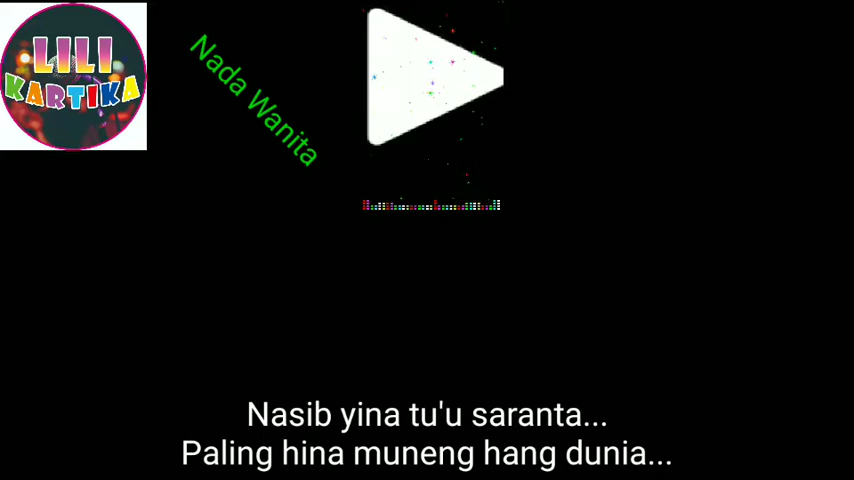 LILI
KARTIKA
Nada Wanita
Nasib yina tu'u saranta...
Paling hina muneng hang dunia...